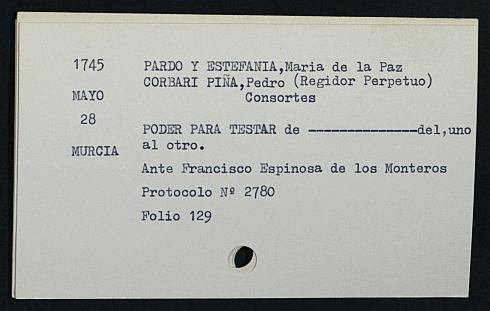 1745 PARDO Y ESTEFANIA,Maria de la Paz
CORBARI PIÑA,Pedro (Regidor Perpetuo)
MAYO Consortes
28
PODER PARA TESTAR de --------------del,uno
MURCIA al otro.
Ante Francisco Espinosa de los Monteros
Protocolo Nº 2780
Folio 129